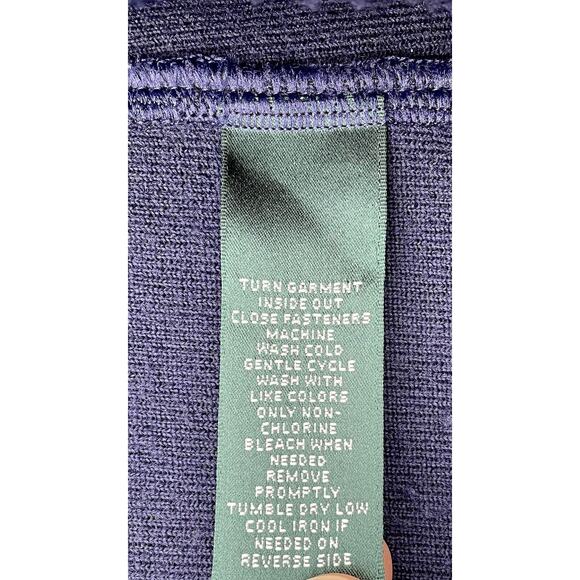 TURN GARMENT
INSIDE OUT
CLOSE FASTENERS
MACHINE
WASH COLD
GENTLE CYCLE
WASH WITH
LIKE COLORS
ONLY NON-
CHLORINE
BLEACH WHEN
NEEDED
REMOVE
PROMPTLY
TUMBLE DRY LOW
COOL IRON IF
NEEDED ON
REVERSE SIDE